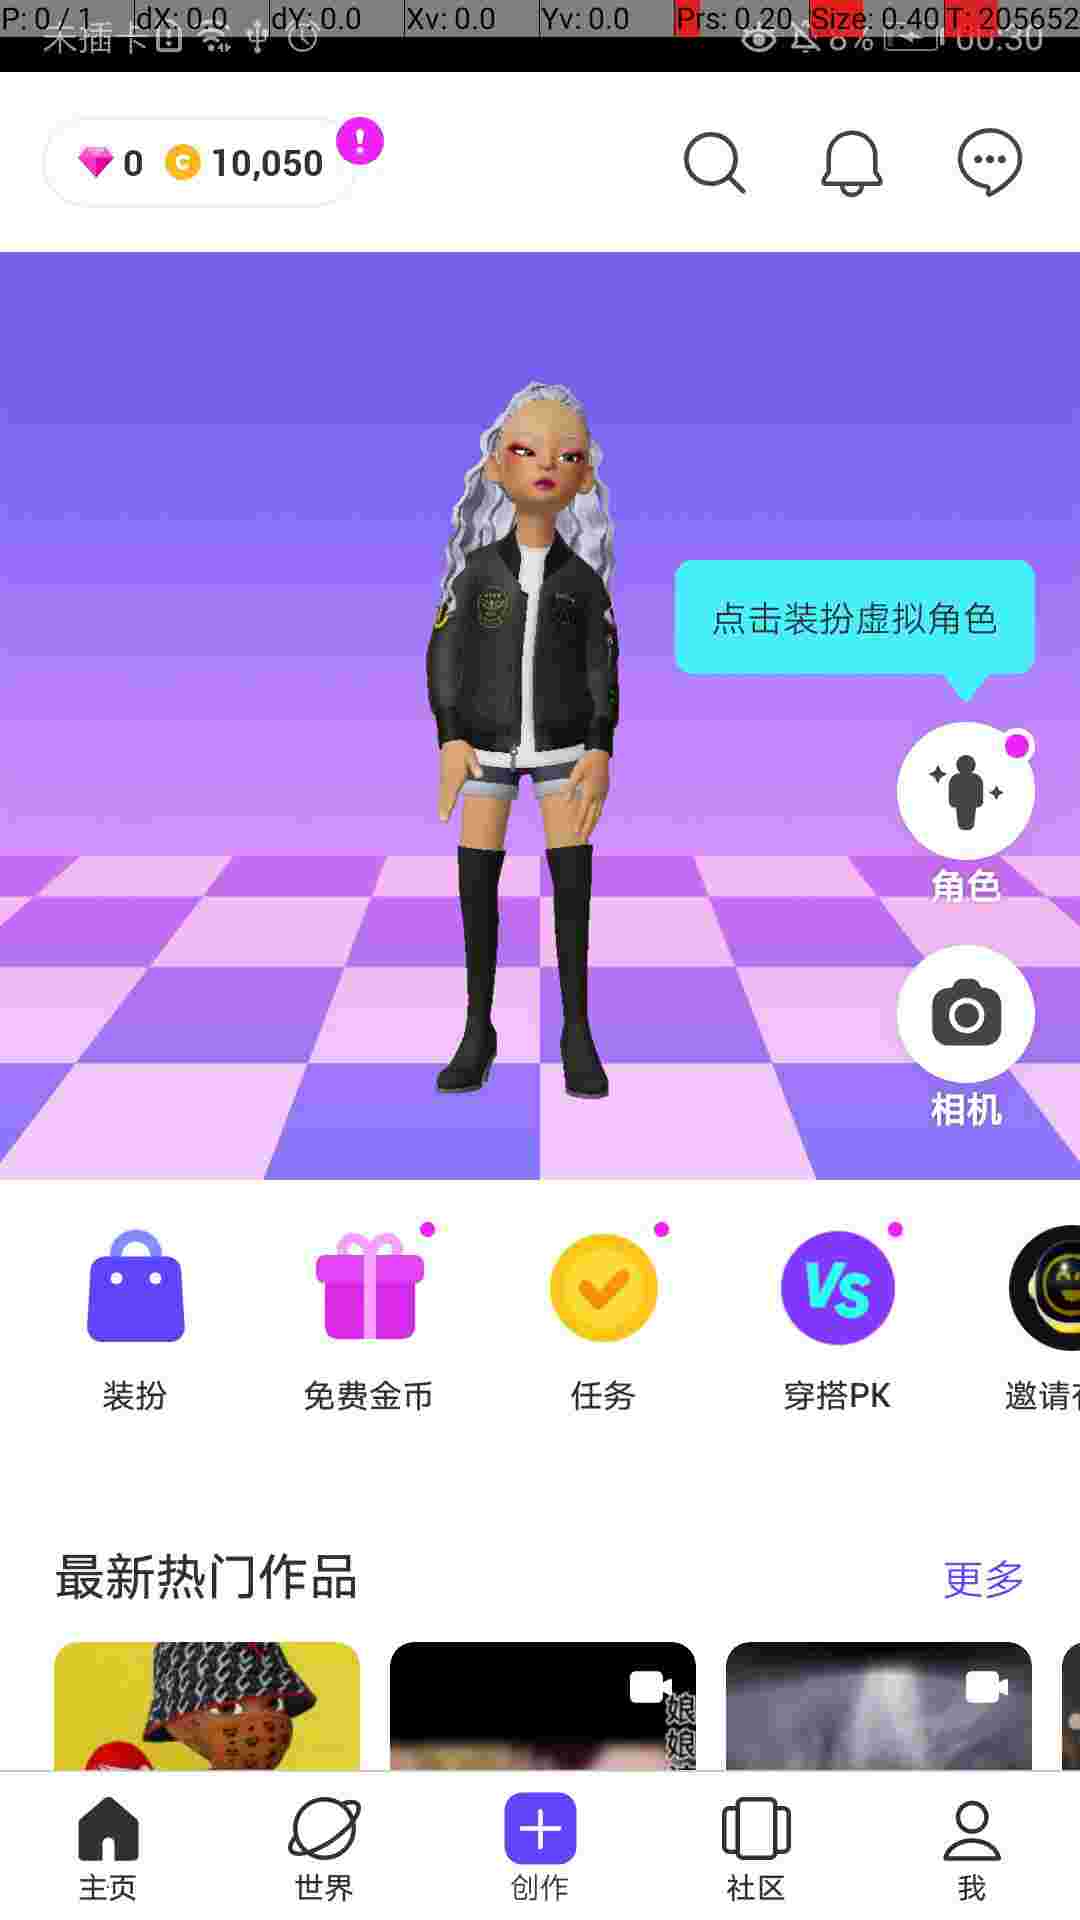 P: 0 / 1 dX: 0.0 dY: 0.0 Xv: 0.0 Yv: 0.0 Prs: 0.20 Size: 0.40 T: 205652
未插卡 8% 00:30
0 10,050
点击装扮虚拟角色
角色
相机
装扮 免费金币 任务 穿搭PK 邀请
VS
最新热门作品 更多
娘娘
主页 世界 创作 社区 我